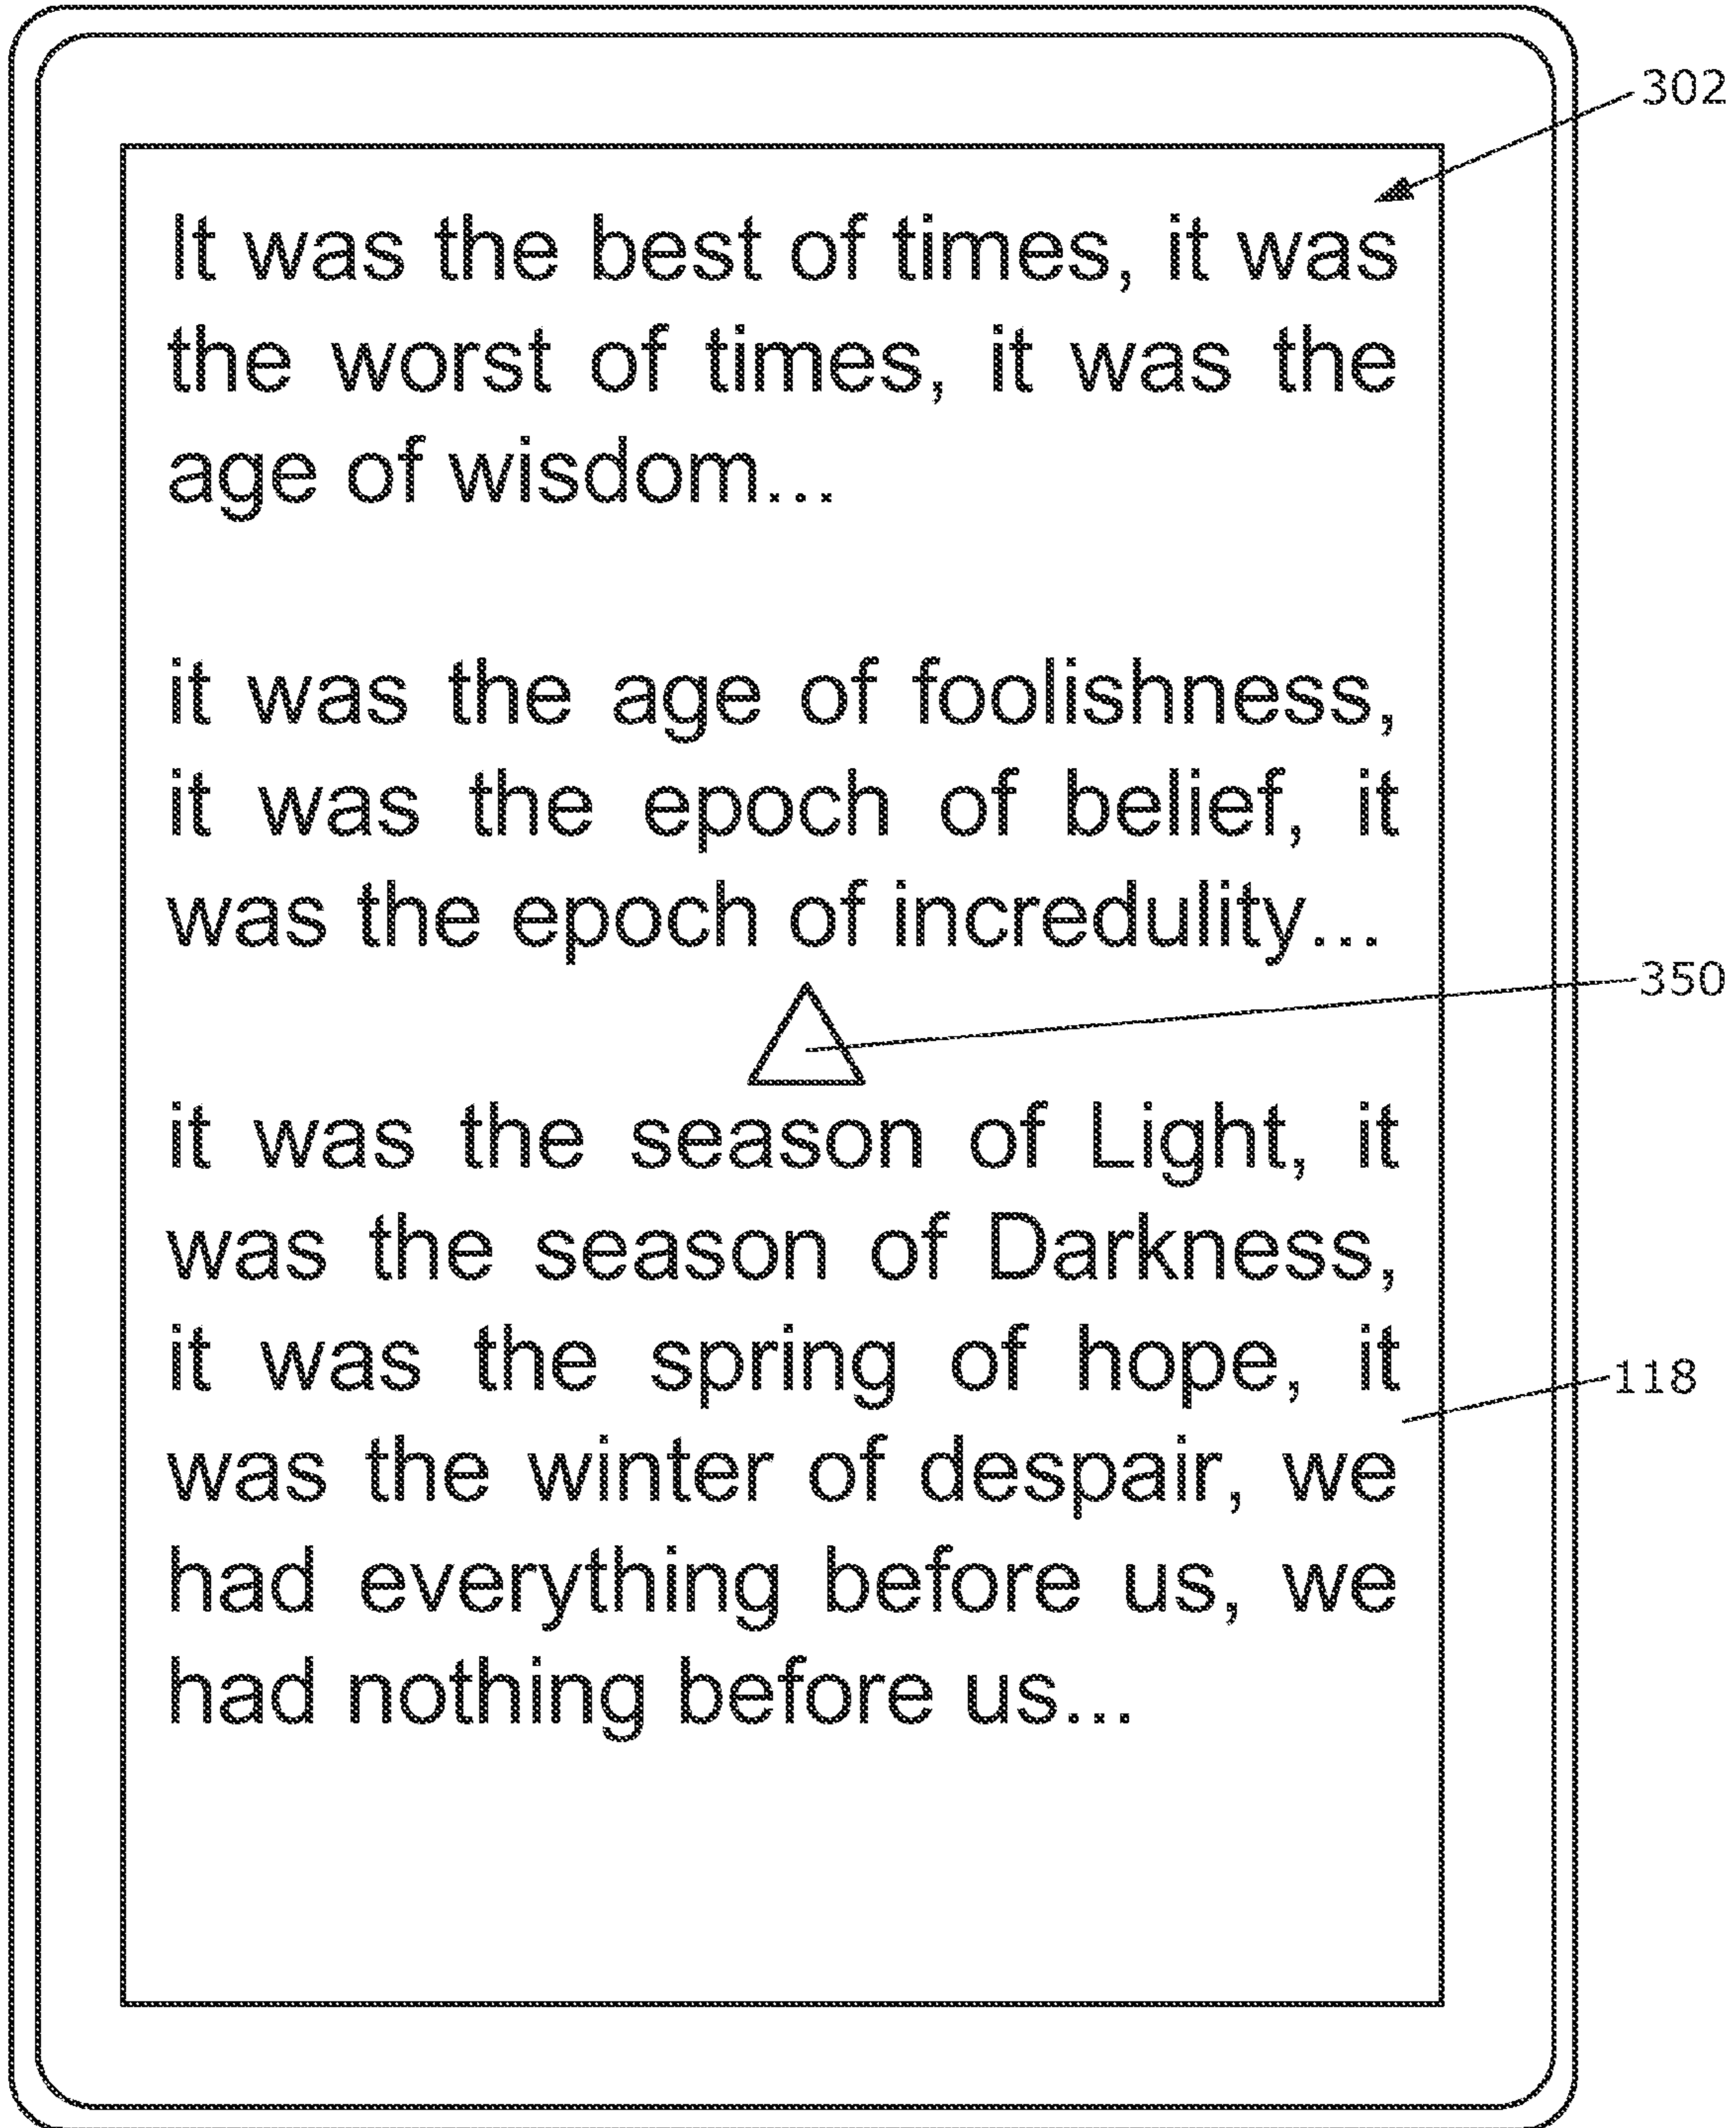 302
It was the best of times, it was
the worst of times, it was the
age of wisdom...
it was the age of foolishness,
it was the epoch of belief, it
was the epoch of incredulity...
350
it was the season of Light, it
was the season of Darkness,
it was the spring of hope, it
118
was the winter of despair, we
had everything before us, we
had nothing before us...